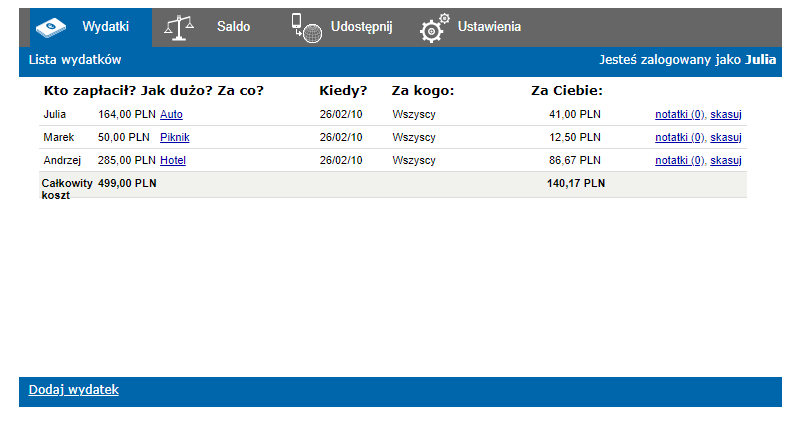 Wydatki Saldo Udostępnij Ustawienia
Lista wydatków Jesteś zalogowany jako Julia
Kto zapłacił? Jak dużo? Za co? Kiedy? Za kogo: Za Ciebie:
Julia 164,00 PLN Auto 26/02/10 Wszyscy 41,00 PLN notatki (0), skasuj
Marek 50,00 PLN Piknik 26/02/10 Wszyscy 12,50 PLN notatki (0), skasuj
Andrzej 285,00 PLN Hotel 26/02/10 Wszyscy 86,67 PLN notatki (0), skasuj
Całkowity 499,00 PLN 140,17 PLN
koszt
Dodaj wydatek